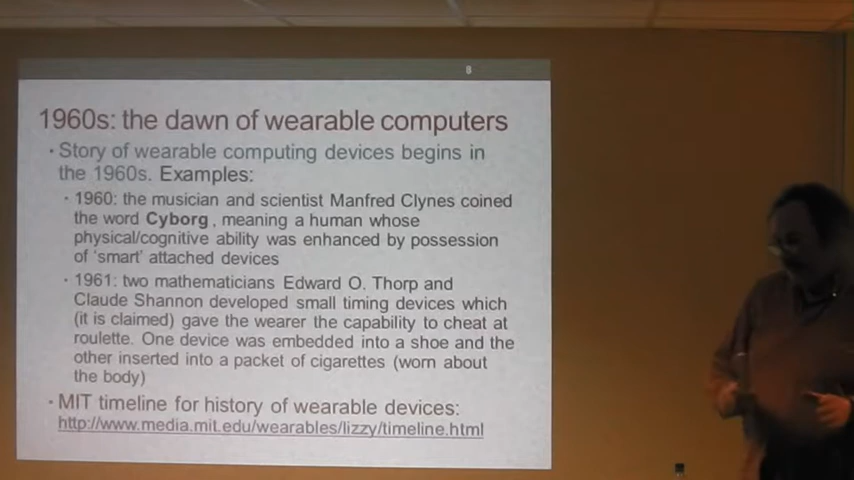 8
1960s: the dawn of wearable computers
• Story of wearable computing devices begins in
the 1960s. Examples:
• 1960: the musician and scientist Manfred Clynes coined
the word Cyborg , meaning a human whose
physical/cognitive ability was enhanced by possession
of 'smart' attached devices
• 1961: two mathematicians Edward O. Thorp and
Claude Shannon developed small timing devices which
(it is claimed) gave the wearer the capability to cheat at
roulette. One device was embedded into a shoe and the
other inserted into a packet of cigarettes (worn about
the body)
• MIT timeline for history of wearable devices:
http://www.media.mit.edu/wearables/lizzy/timeline.html